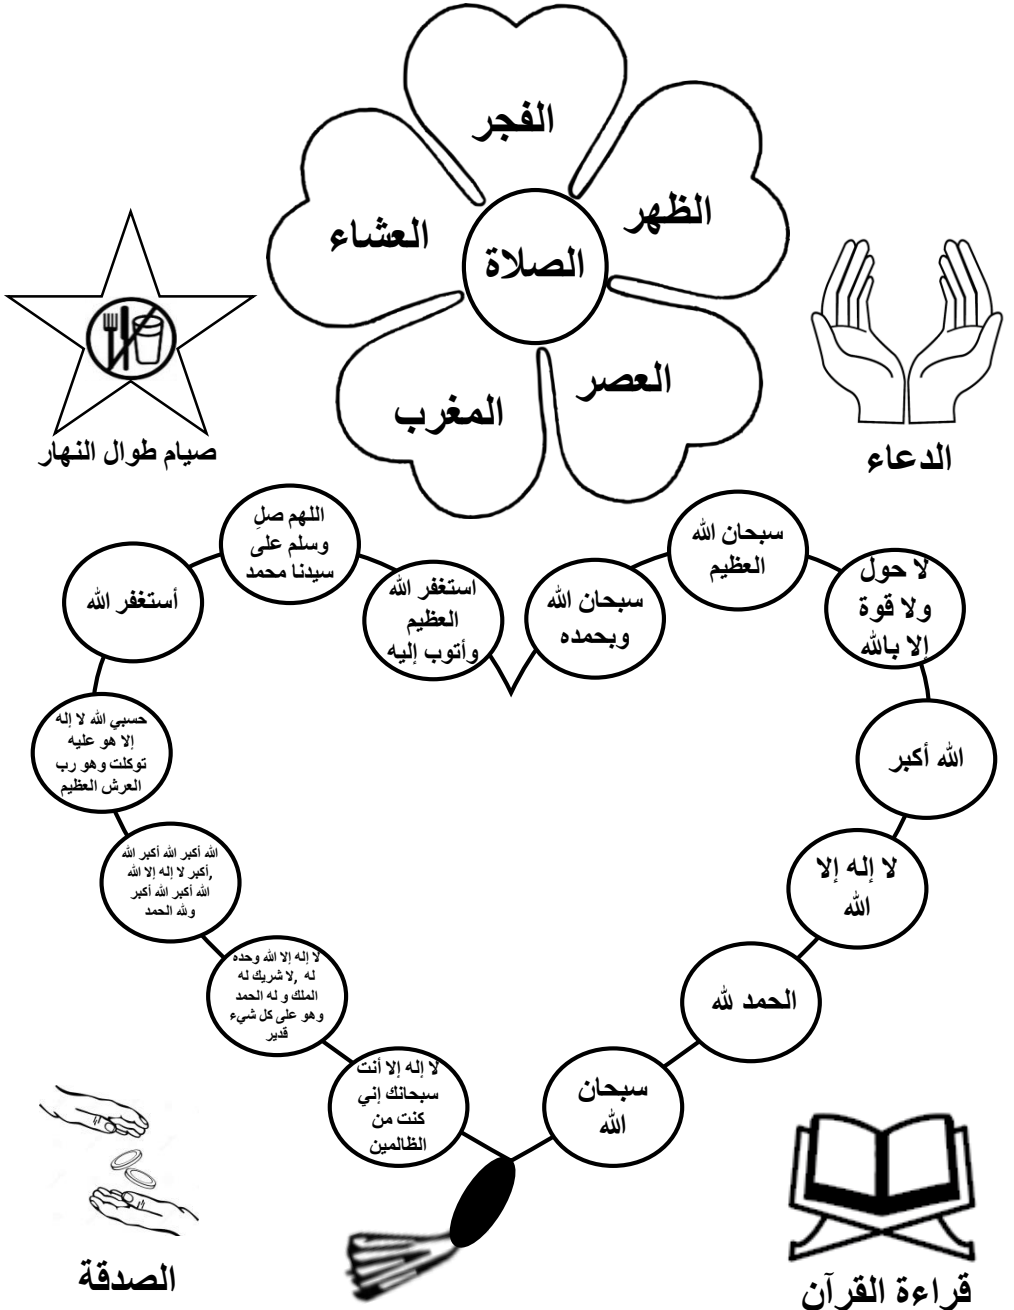 الفجر
الظهر
العشاء
الصلاة
العصر
المغرب
صيام طوال النهار
الدعاء
سبحان الله
العظيم
لا حول
ولا قوة
إلا بالله
سبحان الله
وبحمده
اللهم صلِ
وسلم على
سيدنا محمد
استغفر الله
العظيم
وأتوب إليه
أستغفر الله
الله أكبر
حسبي الله لا إله
إلا هو عليه
توكلت وهو رب
العرش العظيم
لا إله إلا
الله
الله أكبر الله أكبر الله
أكبر لا إله إلا الله,
الله أكبر الله أكبر
ولله الحمد
الحمد لله
لا إله إلا الله وحده
لا شريك له, له
الملك و له الحمد
وهو على كل شيء
قدير
سبحان
الله
لا إله إلا أنت
سبحانك إني
كنت من
الظالمين
الصدقة
قراءة القرآن